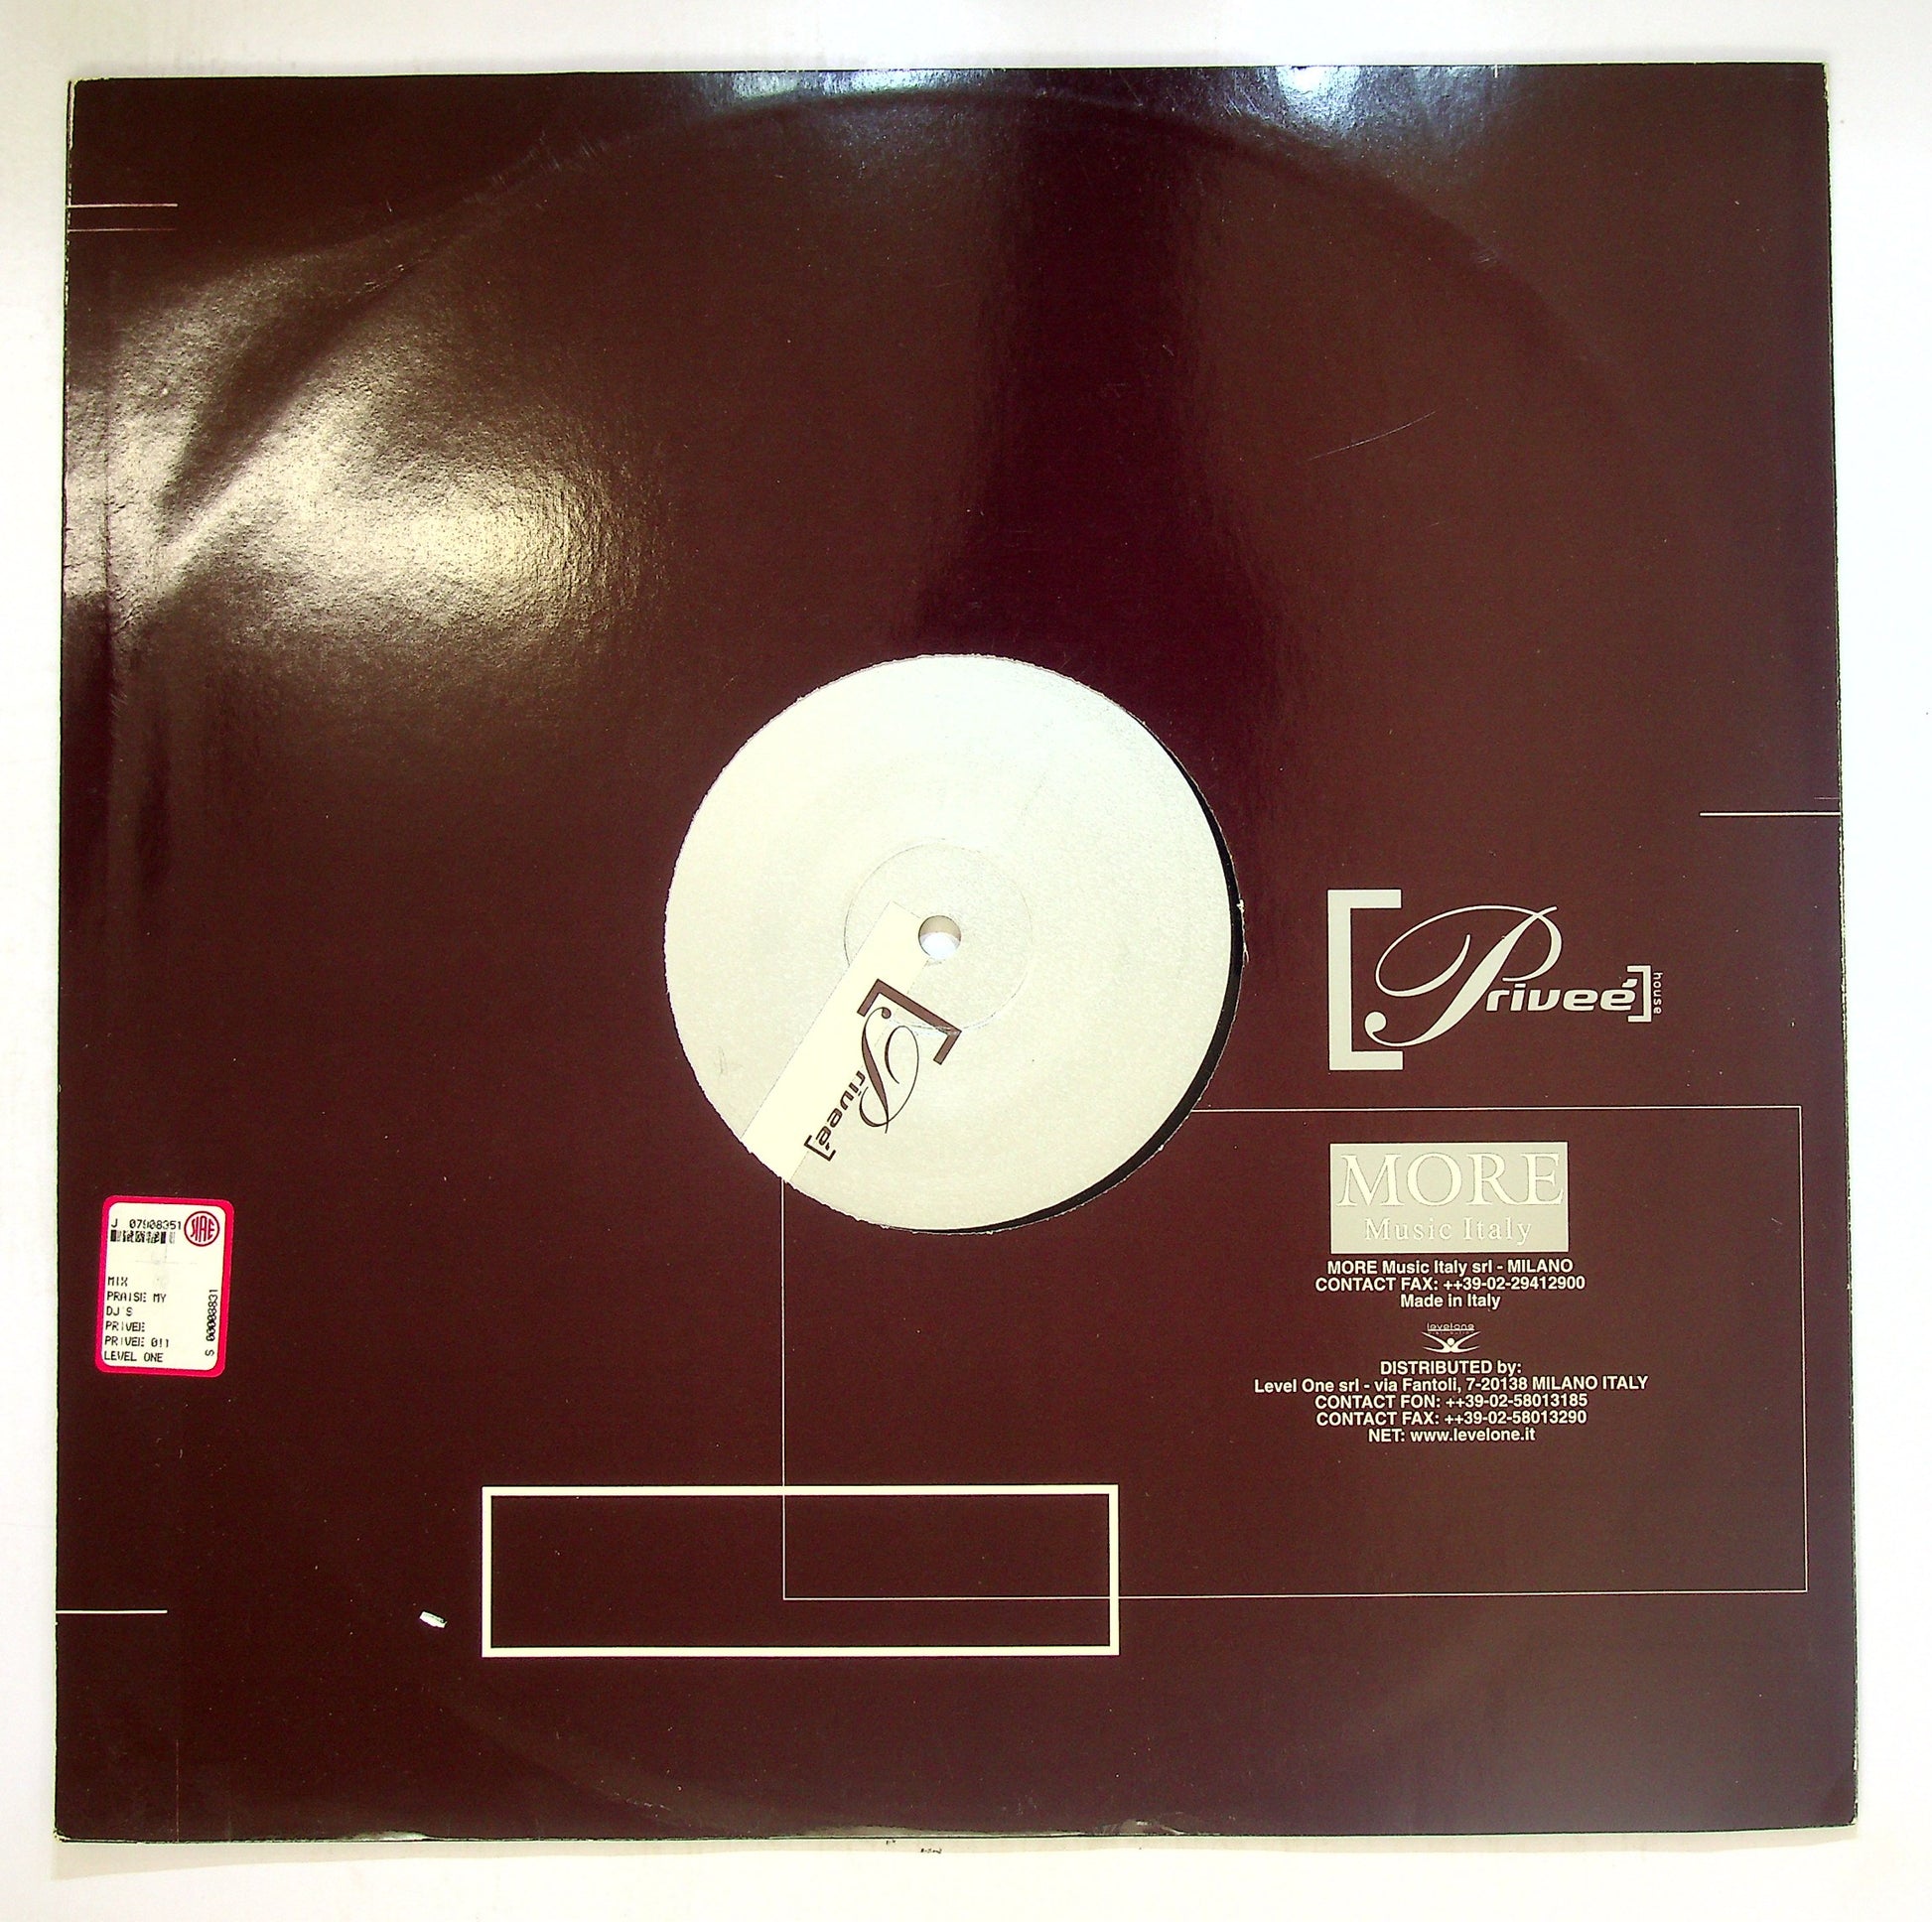 Priveé
house
Priveé
MORE
Music Italy
MORE Music Italy srl - MILANO
CONTACT FAX: ++39-02-29412900
Made in Italy
levelone
DISTRIBUTED by:
Level One srl - via Fantoli, 7-20138 MILANO ITALY
CONTACT FON: ++39-02-58013185
CONTACT FAX: ++39-02-58013290
NET: www.levelone.it
J 07908351
SIAE
MIX
PRAISE MY
DJ'S
PRIVEE
PRIVEE 011
LEVEL ONE
S 00003831